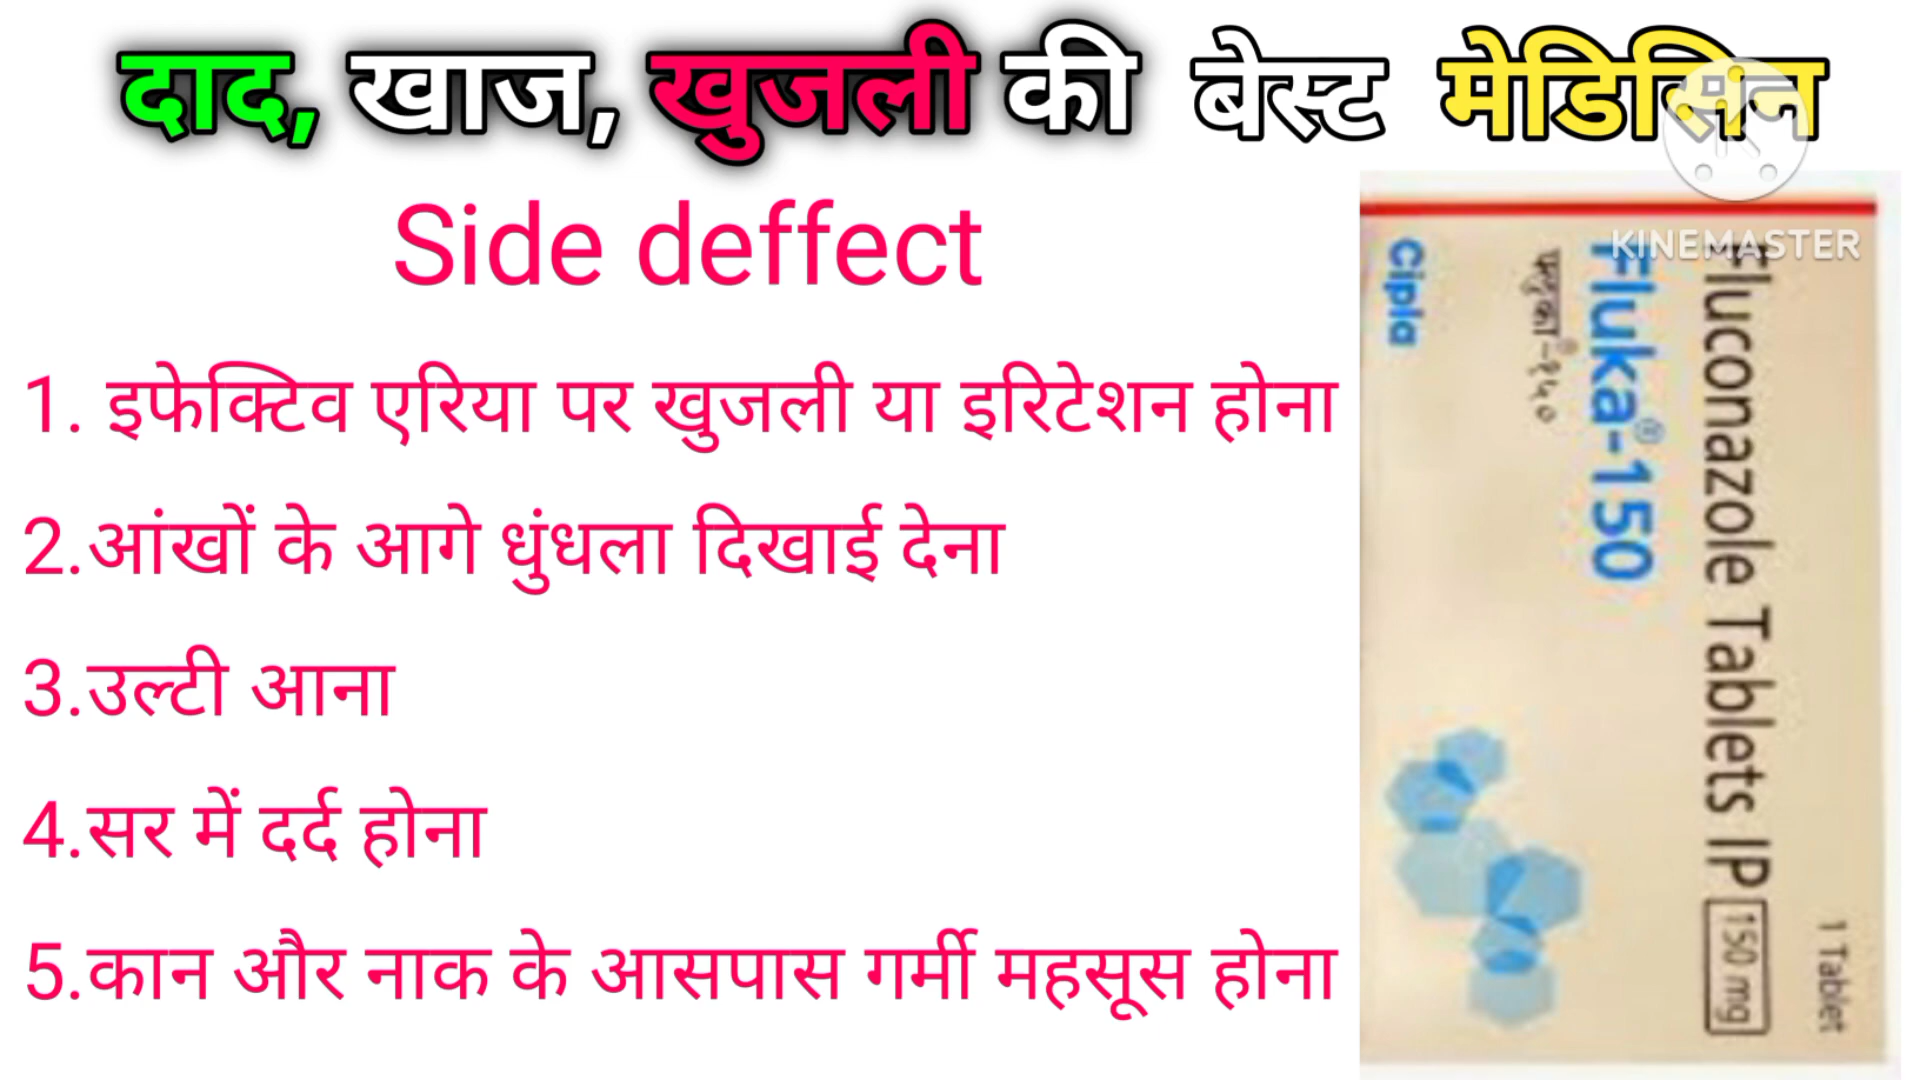 दाद, खाज, खुजली की बेस्ट मेडिसिन
Side deffect
1. इफेक्टिव एरिया पर खुजली या इरिटेशन होना
2.आंखों के आगे धुंधला दिखाई देना
3.उल्टी आना
4.सर में दर्द होना
5.कान और नाक के आसपास गर्मी महसूस होना
KINEMASTER
1 Tablet
Fluconazole Tablets IP 150 mg
Fluka®-150
फ्लुका®-१५०
Cipla